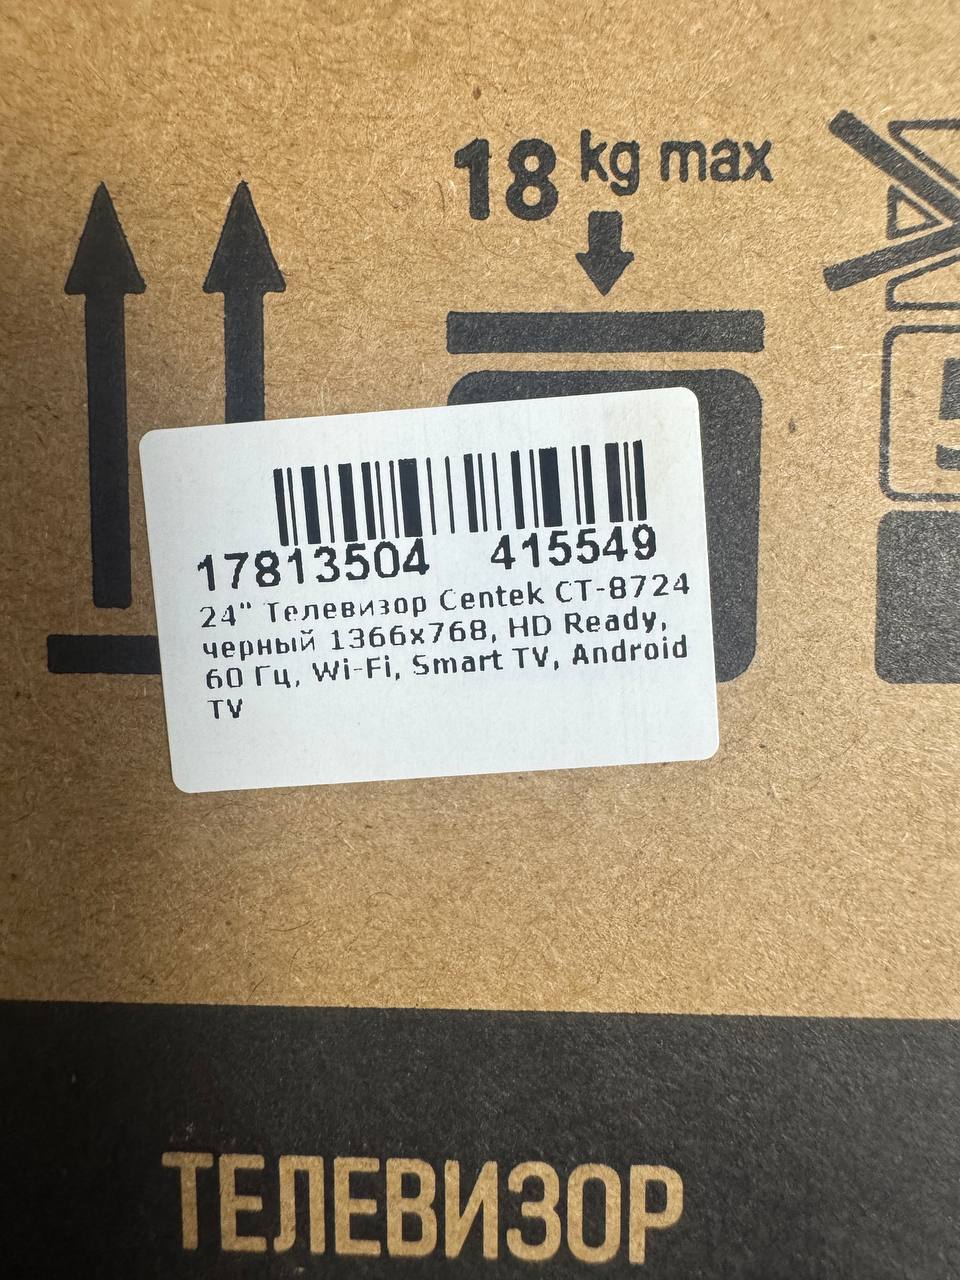 18 kg max
17813504 415549
24" Телевизор Centek CT-8724
черный 1366x768, HD Ready,
60 Гц, Wi-Fi, Smart TV, Android
TV
ТЕЛЕВИЗОР